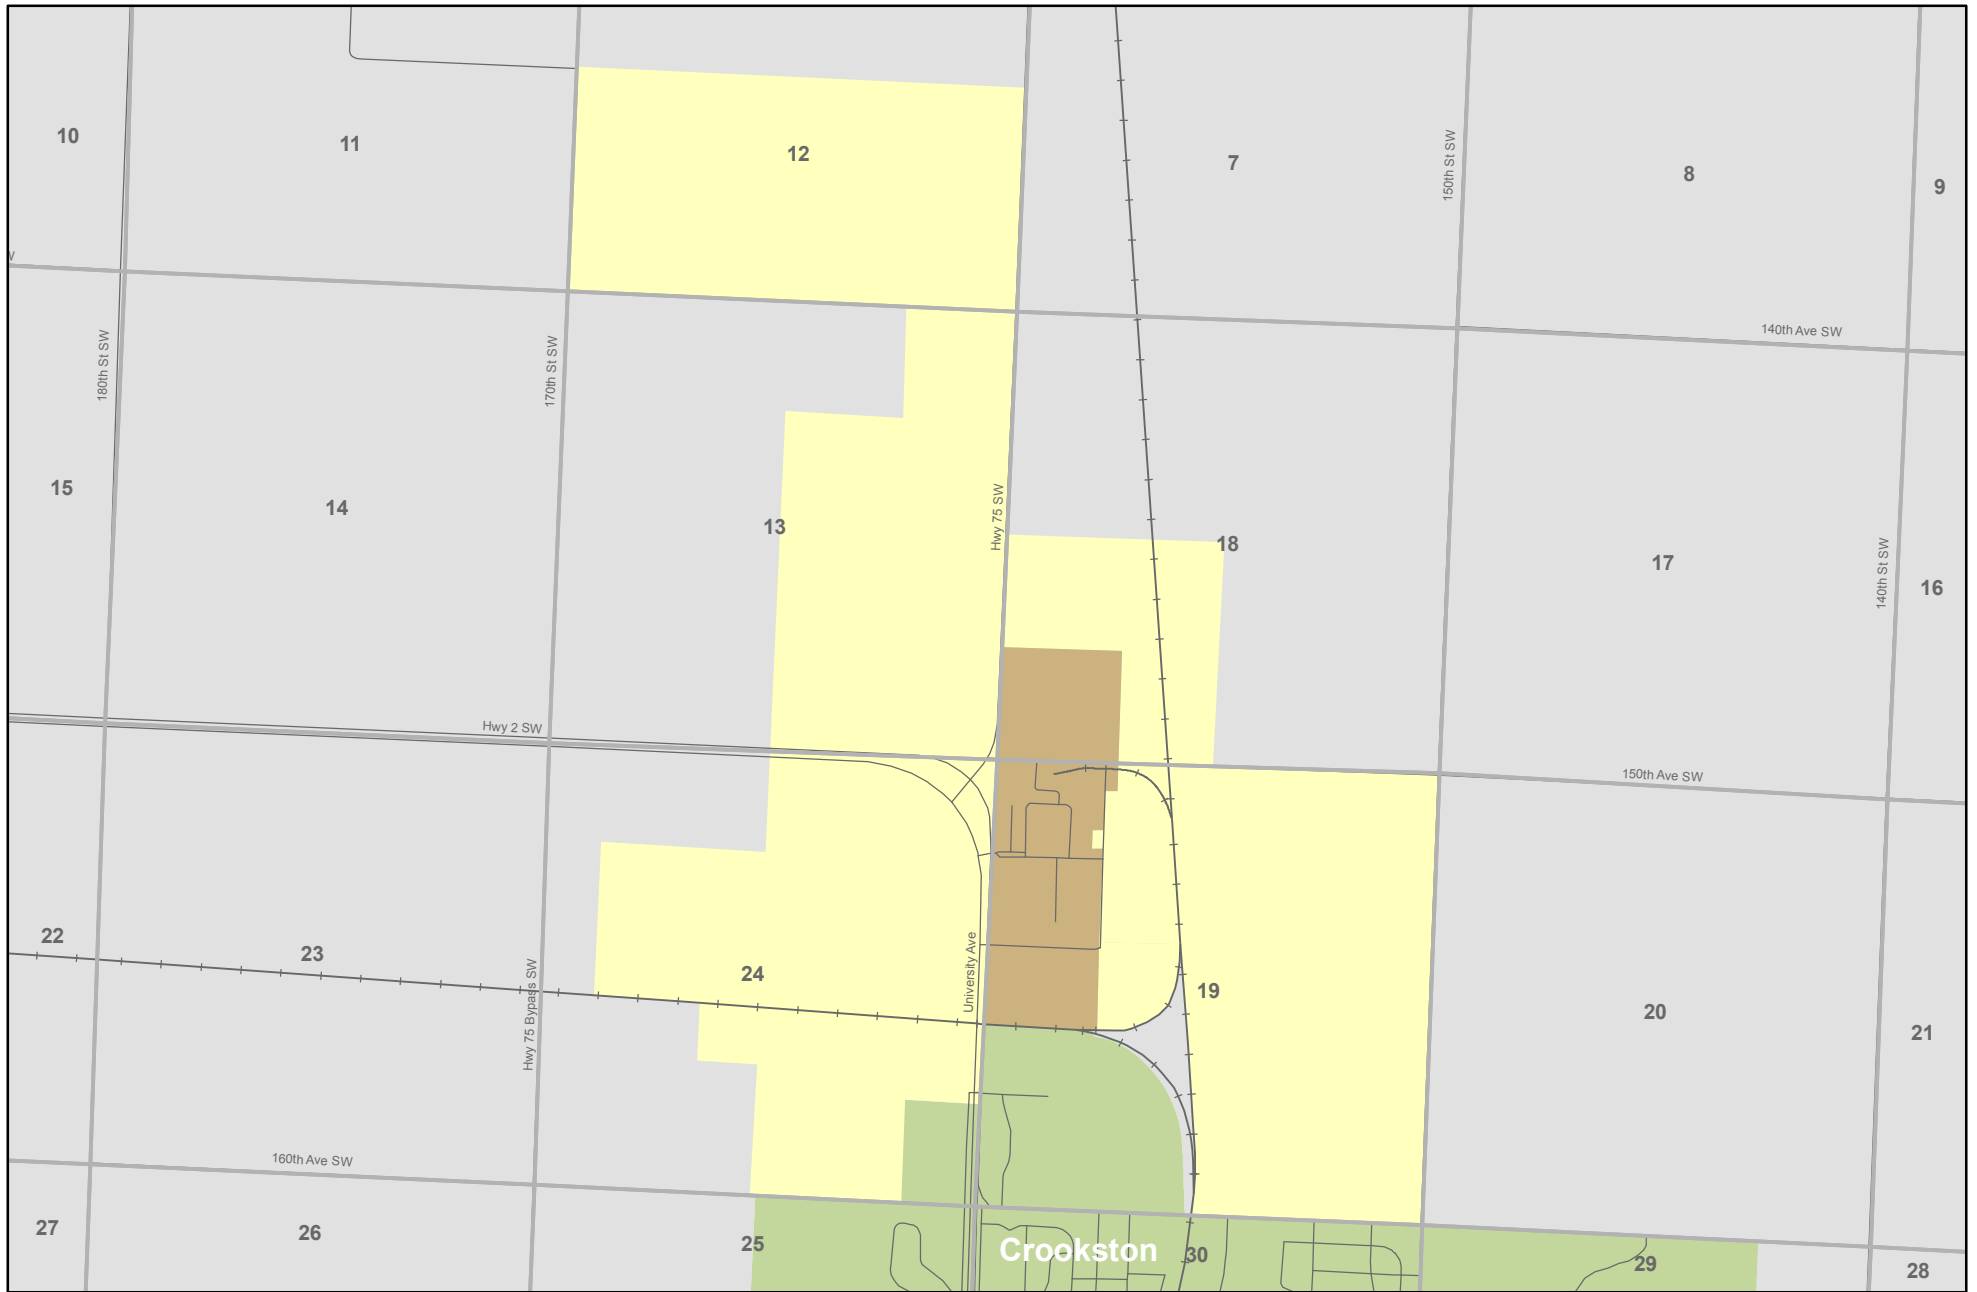 10
11
12
7
8
9
150th St SW
W
140th Ave SW
180th St SW
170th St SW
15
14
13
Hwy 75 SW
18
17
16
140th St SW
Hwy 2 SW
150th Ave SW
22
23
24
University Ave
Hwy 75 Bypass SW
19
20
21
160th Ave SW
27
26
25
Crookston
30
29
28